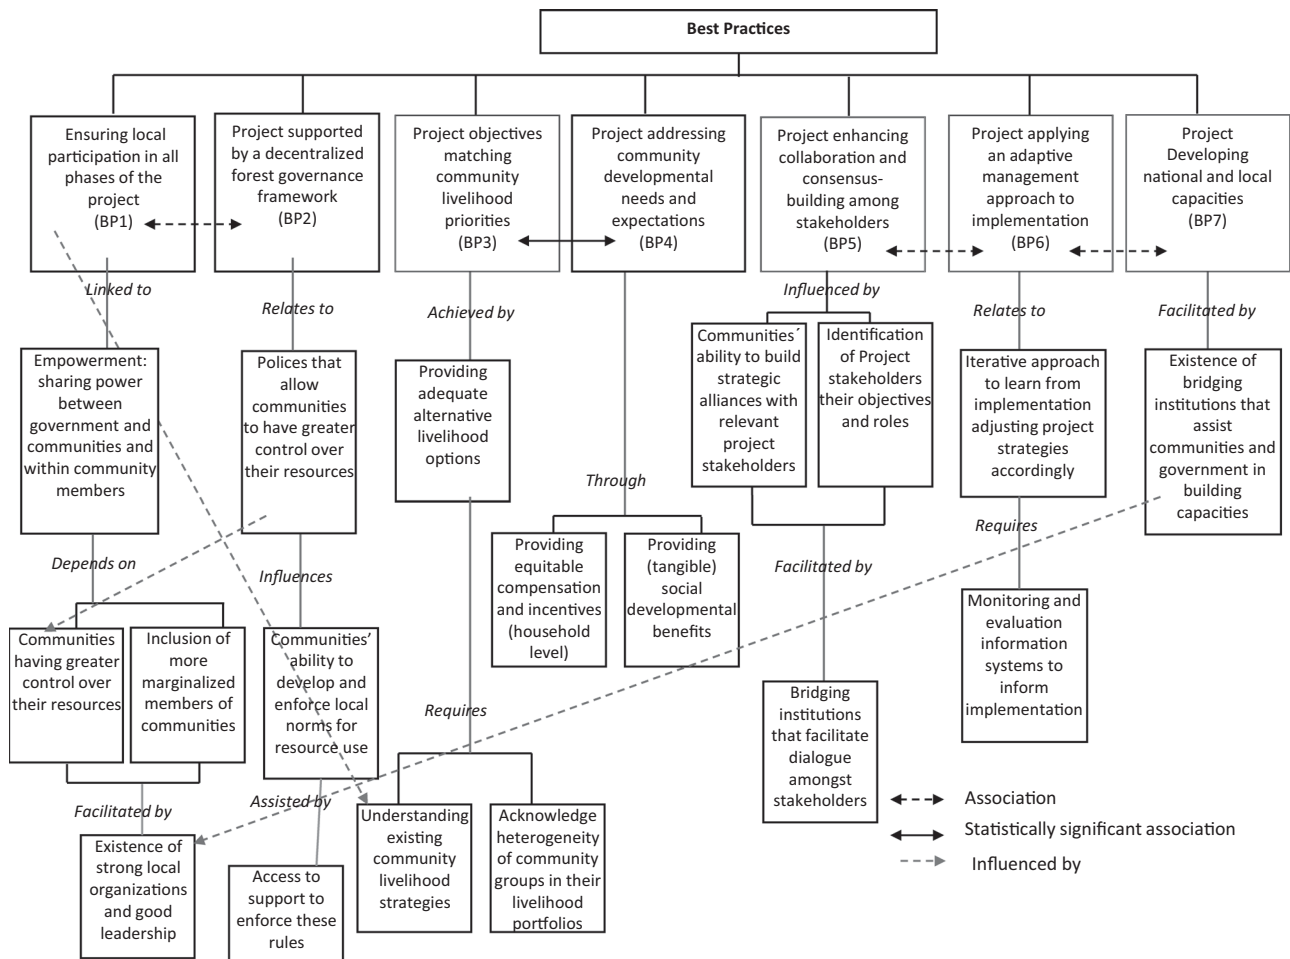 Best Practices
Ensuring local
participation in all
phases of the
project
(BP1)
Project supported
by a decentralized
forest governance
framework
(BP2)
Project objectives
matching
community
livelihood
priorities
(BP3)
Project addressing
community
developmental
needs and
expectations
(BP4)
Project enhancing
collaboration and
consensus-
building among
stakeholders
(BP5)
Project applying
an adaptive
management
approach to
implementation
(BP6)
Project
Developing
national and local
capacities
(BP7)
Linked to
Relates to
Achieved by
Influenced by
Relates to
Facilitated by
Empowerment:
sharing power
between
government and
communities and
within community
members
Polices that
allow
communities
to have greater
control over
their resources
Providing
adequate
alternative
livelihood
options
Communities´
ability to build
strategic
alliances with
relevant
project
stakeholders
Identification
of Project
stakeholders
their objectives
and roles
Iterative approach
to learn from
implementation
adjusting project
strategies
accordingly
Existence of
bridging
institutions that
assist
communities and
government in
building
capacities
Through
Depends on
Influences
Facilitated by
Requires
Providing
equitable
compensation
and incentives
(household
level)
Providing
(tangible)
social
developmental
benefits
Communities
having greater
control over
their resources
Inclusion of
more
marginalized
members of
communities
Communities’
ability to
develop and
enforce local
norms for
resource use
Monitoring and
evaluation
information
systems to
inform
implementation
Requires
Bridging
institutions
that facilitate
dialogue
amongst
stakeholders
Facilitated by
Assisted by
Existence of
strong local
organizations
and good
leadership
Access to
support to
enforce these
rules
Understanding
existing
community
livelihood
strategies
Acknowledge
heterogeneity
of community
groups in their
livelihood
portfolios
Association
Statistically significant association
Influenced by